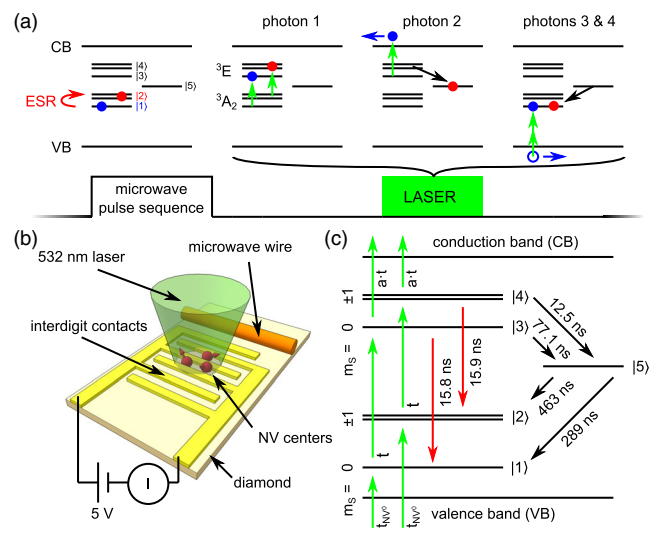 (a)
photon 1
photon 2
photons 3 & 4
CB
|4⟩
|3⟩
³E
|5⟩
ESR
|2⟩
|1⟩
³A₂
VB
microwave
pulse sequence
LASER
(b)
532 nm laser
microwave wire
interdigit contacts
NV centers
diamond
I
5 V
(c)
conduction band (CB)
a·t
a·t
±1
|4⟩
12.5 ns
mₛ = 0
|3⟩
77.1 ns
|5⟩
15.8 ns
15.9 ns
463 ns
289 ns
t
t
±1
|2⟩
mₛ = 0
|1⟩
t_NV⁰
t_NV⁰
valence band (VB)